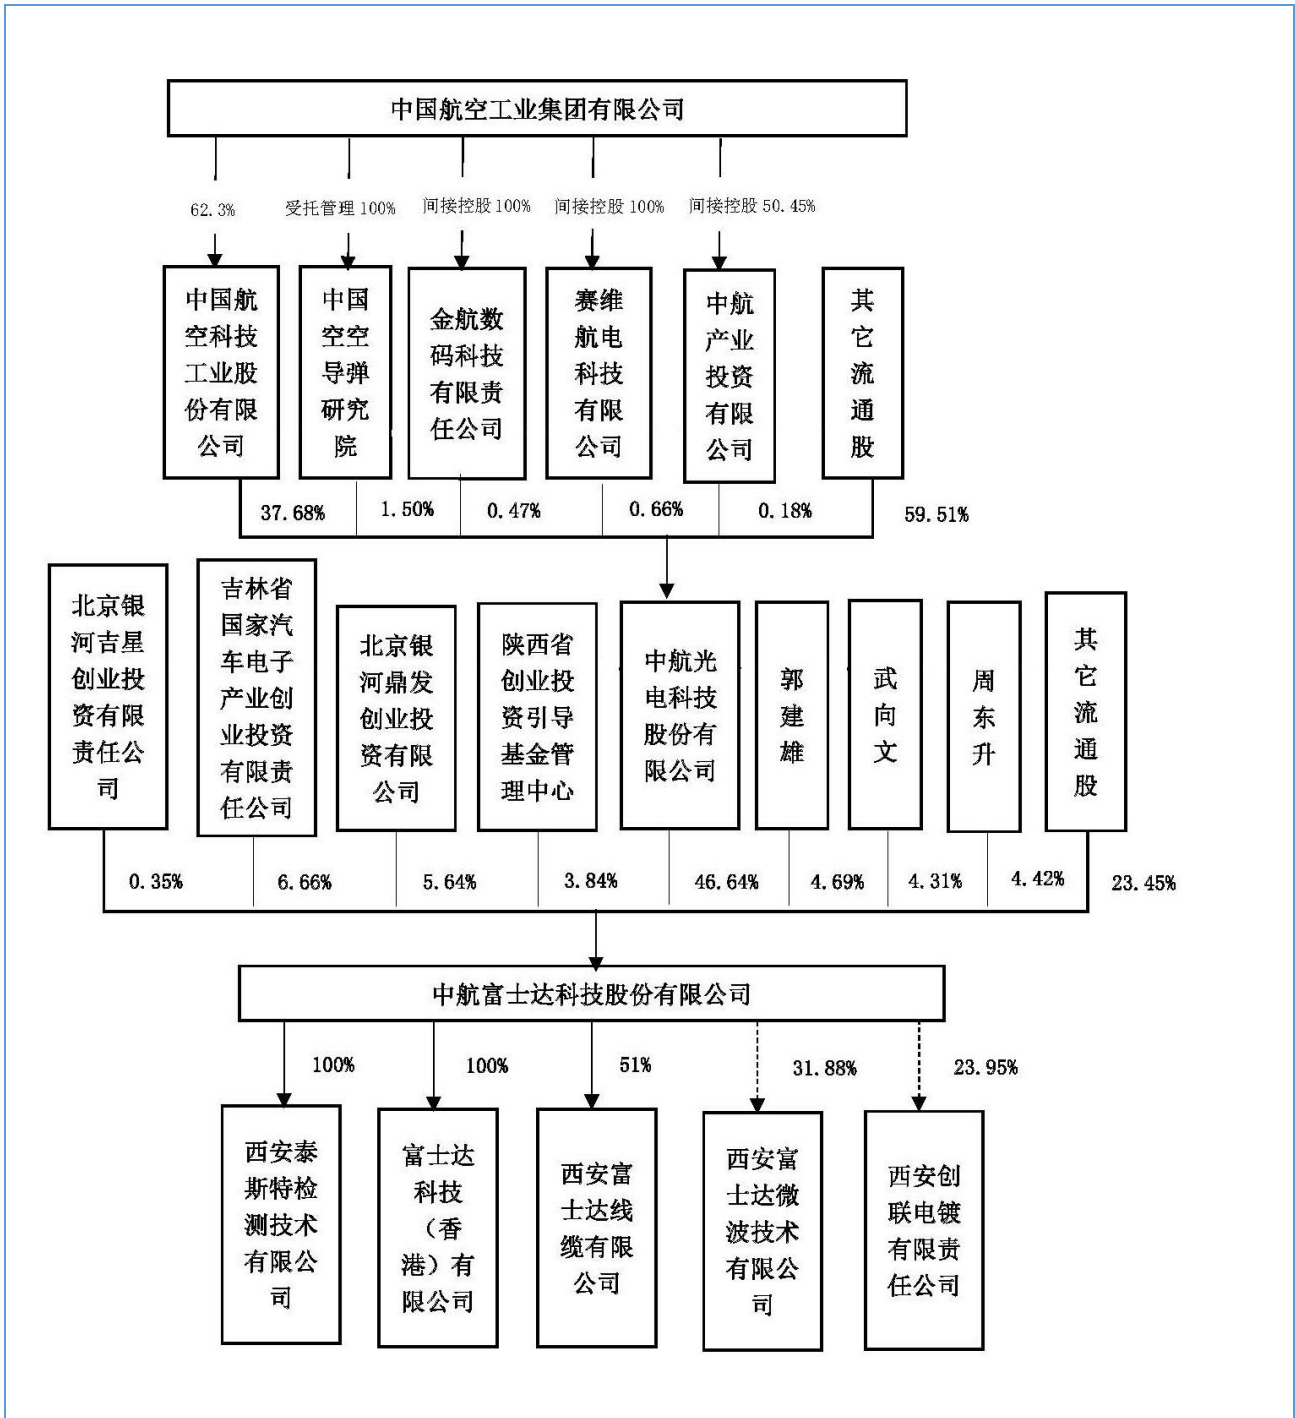 中国航空工业集团有限公司
62.3%
受托管理 100%
间接控股 100%
间接控股 100%
间接控股 50.45%
中国航
空科技
工业股
份有限
公司
中国
空空
导弹
研究
院
金航数
码科技
有限责
任公司
赛维
航电
科技
有限
公司
中航
产业
投资
有限
公司
其
它
流
通
股
37.68%
1.50%
0.47%
0.66%
0.18%
59.51%
北京银
河吉星
创业投
资有限
责任公
司
吉林省
国家汽
车电子
产业创
业投资
有限责
任公司
北京银
河鼎发
创业投
资有限
公司
陕西省
创业投
资引导
基金管
理中心
中航光
电科技
股份有
限公司
郭
建
雄
武
向
文
周
东
升
其
它
流
通
股
0.35%
6.66%
5.64%
3.84%
46.64%
4.69%
4.31%
4.42%
23.45%
中航富士达科技股份有限公司
100%
100%
51%
31.88%
23.95%
西安泰
斯特检
测技术
有限公
司
富士达
科技
（香
港）有
限公司
西安富
士达线
缆有限
公司
西安富
士达微
波技术
有限公
司
西安创
联电镀
有限责
任公司